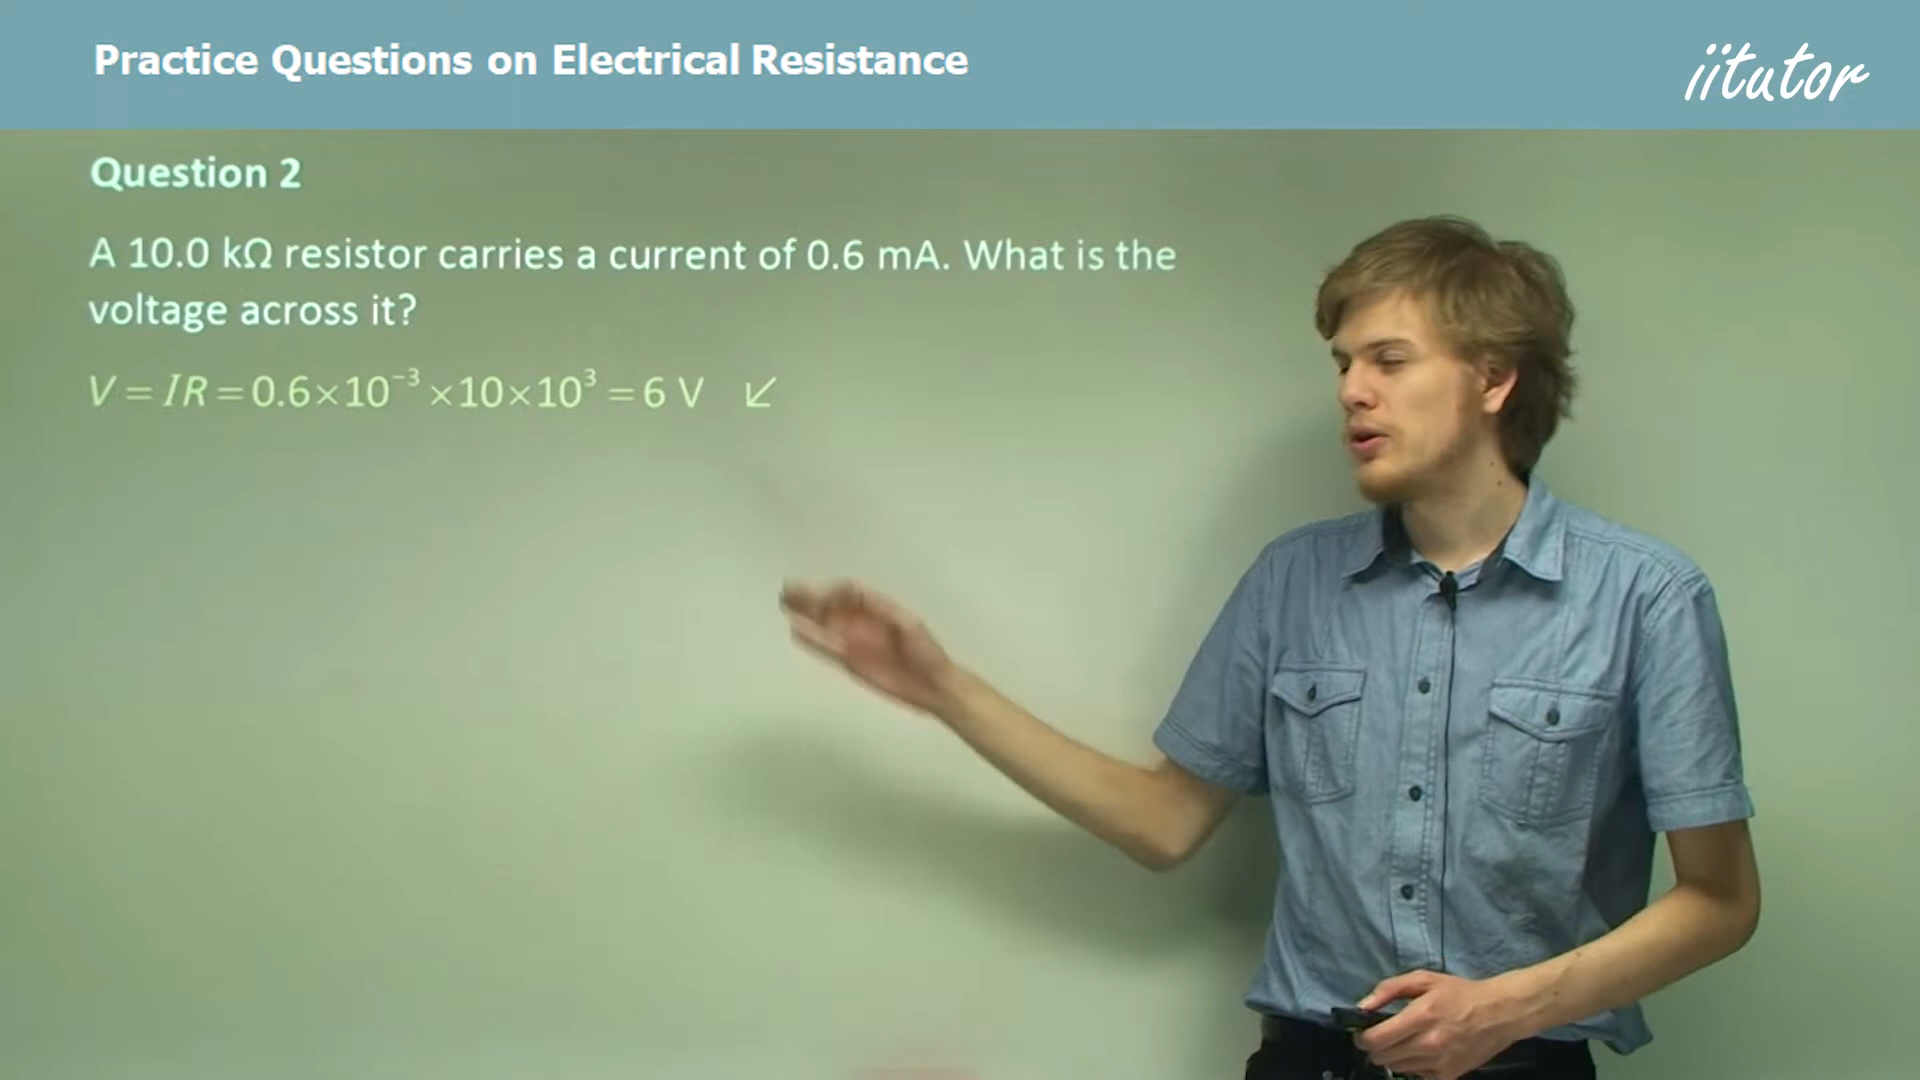 Practice Questions on Electrical Resistance
iitutor
Question 2
A 10.0 kΩ resistor carries a current of 0.6 mA. What is the
voltage across it?
V = IR = 0.6×10⁻³ ×10×10³ = 6 V ↙